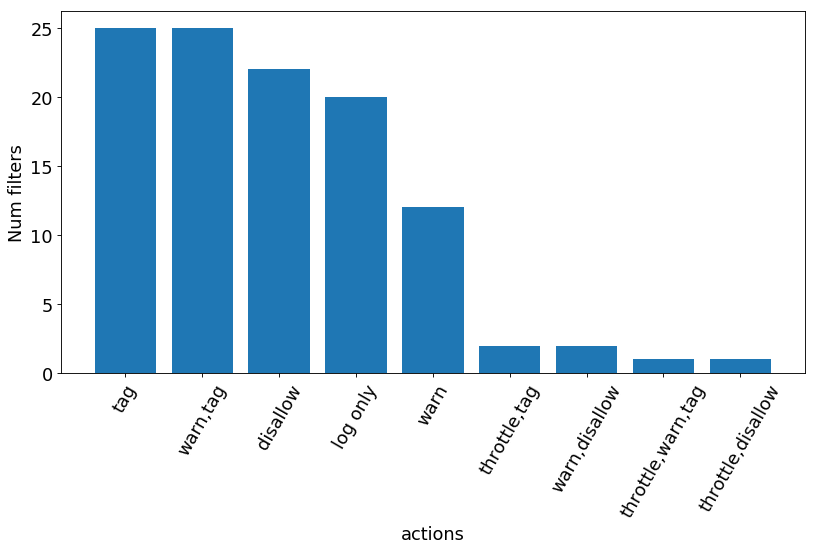 25
20
15
10
5
0
Num filters
tag
warn,tag
disallow
log only
warn
throttle,tag
warn,disallow
throttle,warn,tag
throttle,disallow
actions